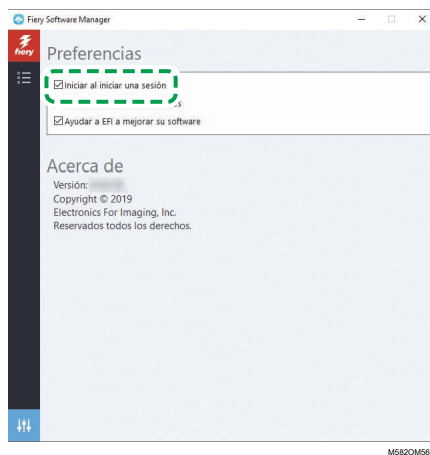 Fiery Software Manager
fiery
Preferencias
Iniciar al iniciar una sesión
Ayudar a EFI a mejorar su software
Acerca de
Versión:
Copyright © 2019
Electronics For Imaging, Inc.
Reservados todos los derechos.
M582OM56